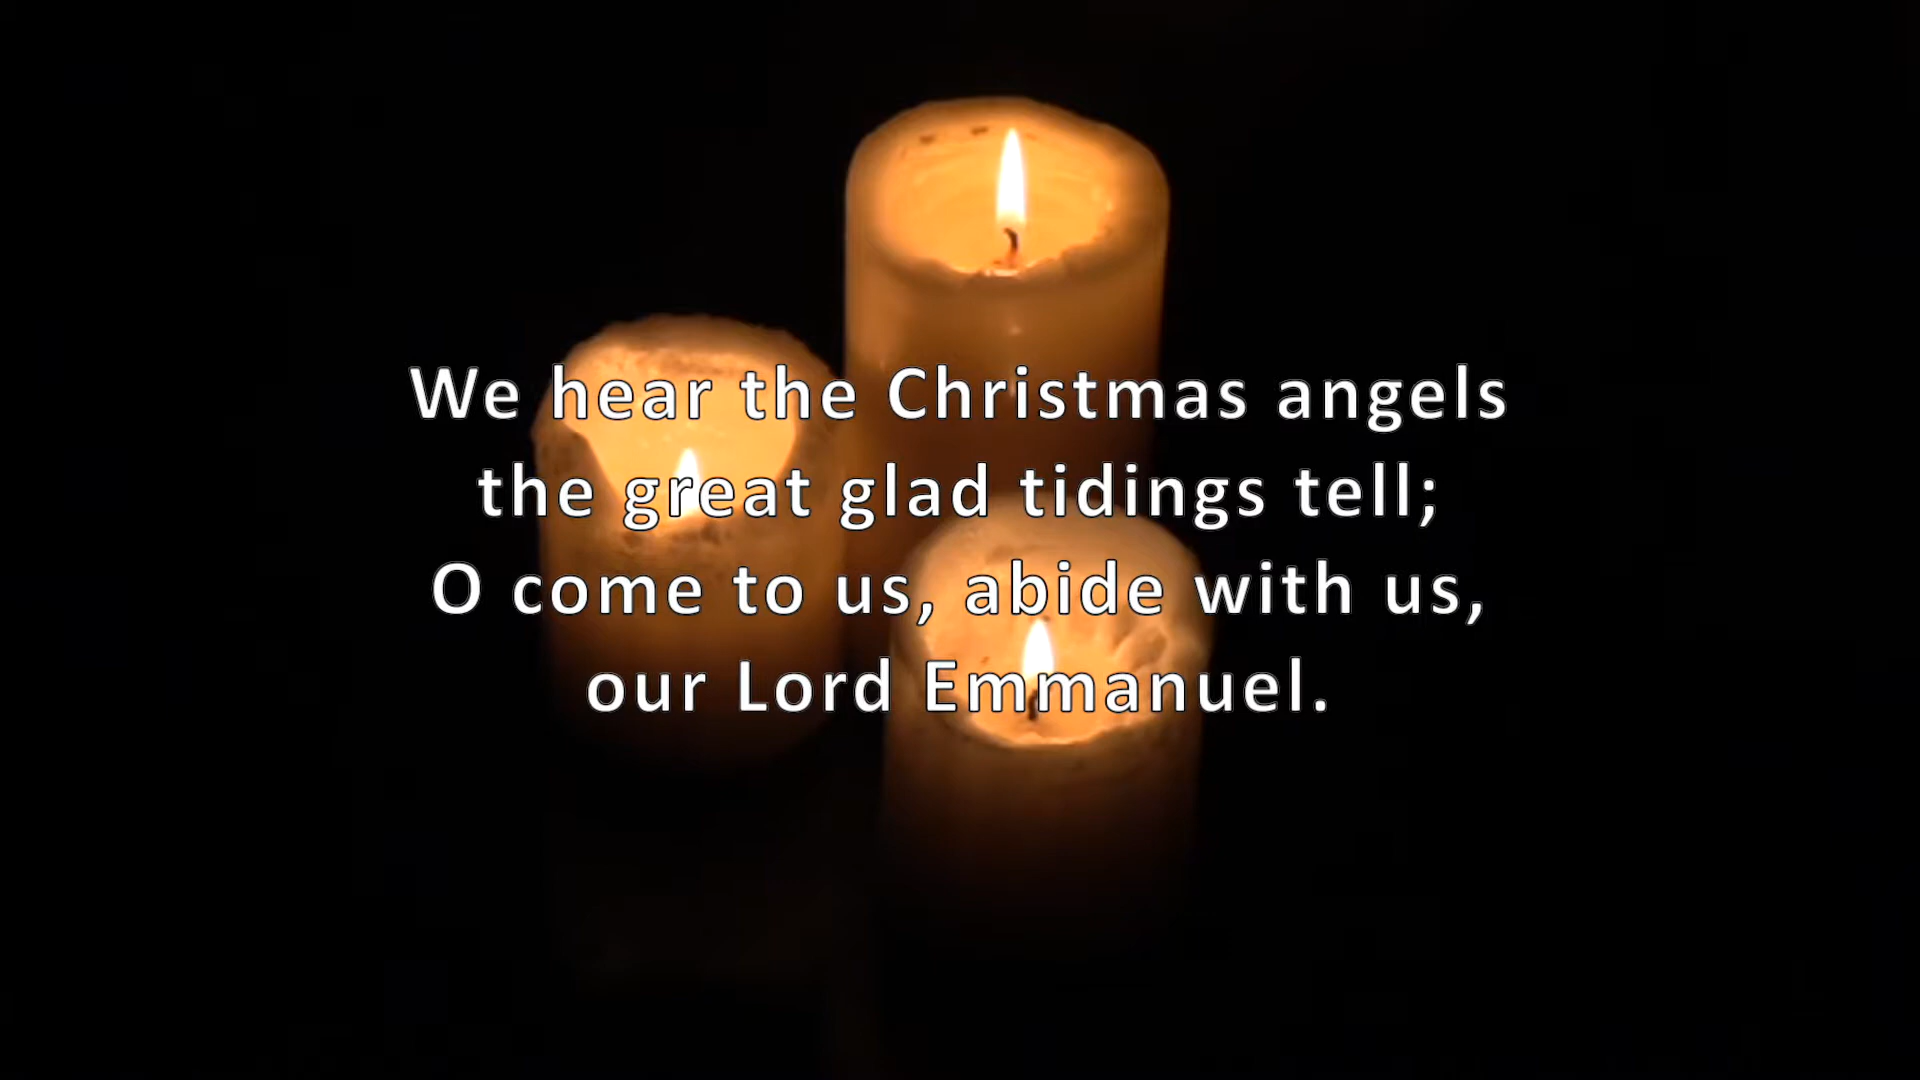 We hear the Christmas angels
the great glad tidings tell;
O come to us, abide with us,
our Lord Emmanuel.